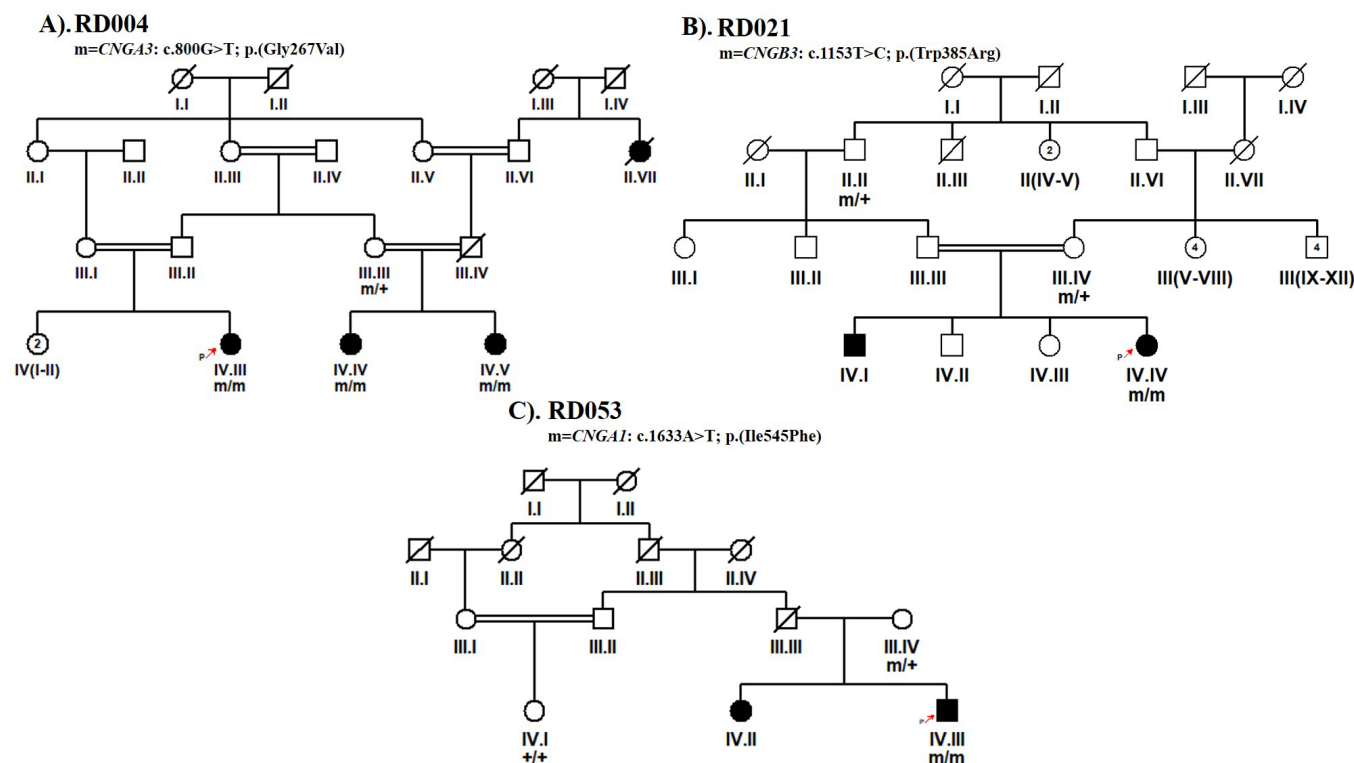 A). RD004
m=CNGA3: c.800G>T; p.(Gly267Val)
I.I I.II I.III I.IV
II.I II.II II.III II.IV II.V II.VI II.VII
III.I III.II III.III III.IV
m/+
2
IV(I-II) P IV.III IV.IV IV.V
m/m m/m m/m
B). RD021
m=CNGB3: c.1153T>C; p.(Trp385Arg)
I.I I.II I.III I.IV
2
II.I II.II II.III II(IV-V) II.VI II.VII
m/+
4 4
III.I III.II III.III III.IV III(V-VIII) III(IX-XII)
m/+
P
IV.I IV.II IV.III IV.IV
m/m
C). RD053
m=CNGA1: c.1633A>T; p.(Ile545Phe)
I.I I.II
II.I II.II II.III II.IV
III.I III.II III.III III.IV
m/+
P
IV.I IV.II IV.III
+/+ m/m